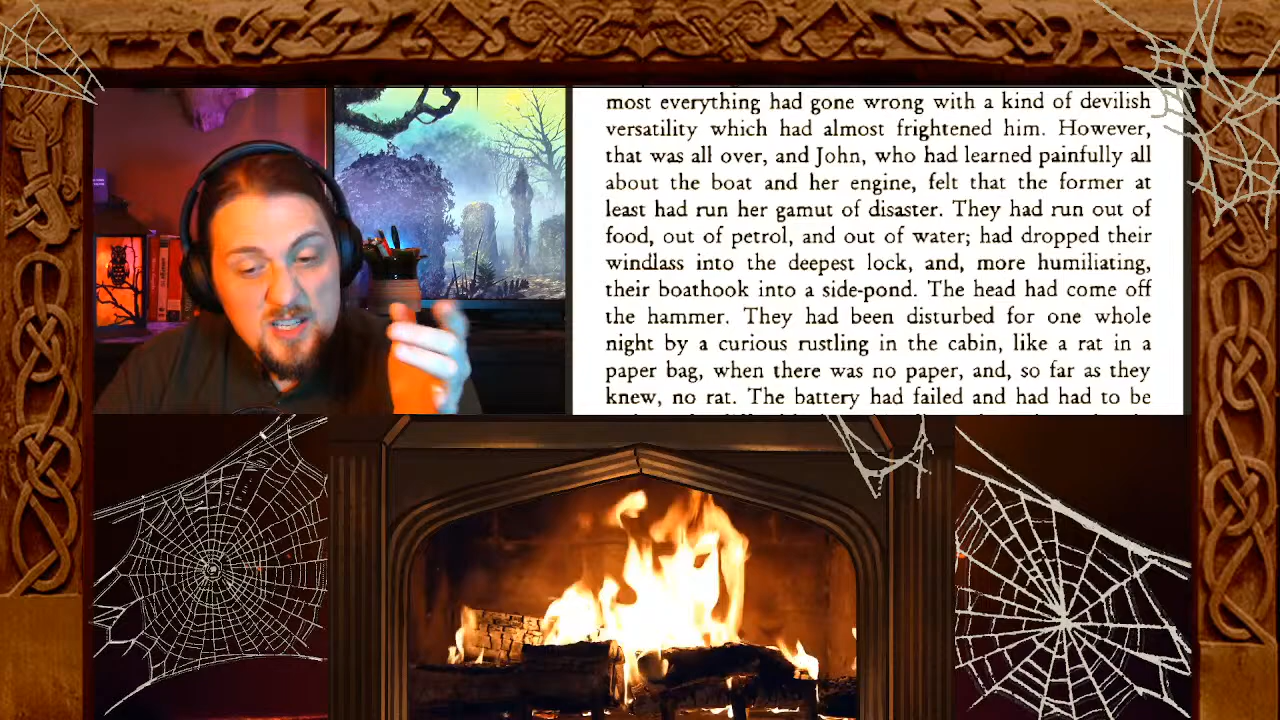 most everything had gone wrong with a kind of devilish
versatility which had almost frightened him. However,
that was all over, and John, who had learned painfully all
about the boat and her engine, felt that the former at
least had run her gamut of disaster. They had run out of
food, out of petrol, and out of water; had dropped their
windlass into the deepest lock, and, more humiliating,
their boathook into a side-pond. The head had come off
the hammer. They had been disturbed for one whole
night by a curious rustling in the cabin, like a rat in a
paper bag, when there was no paper, and, so far as they
knew, no rat. The battery had failed and had had to be